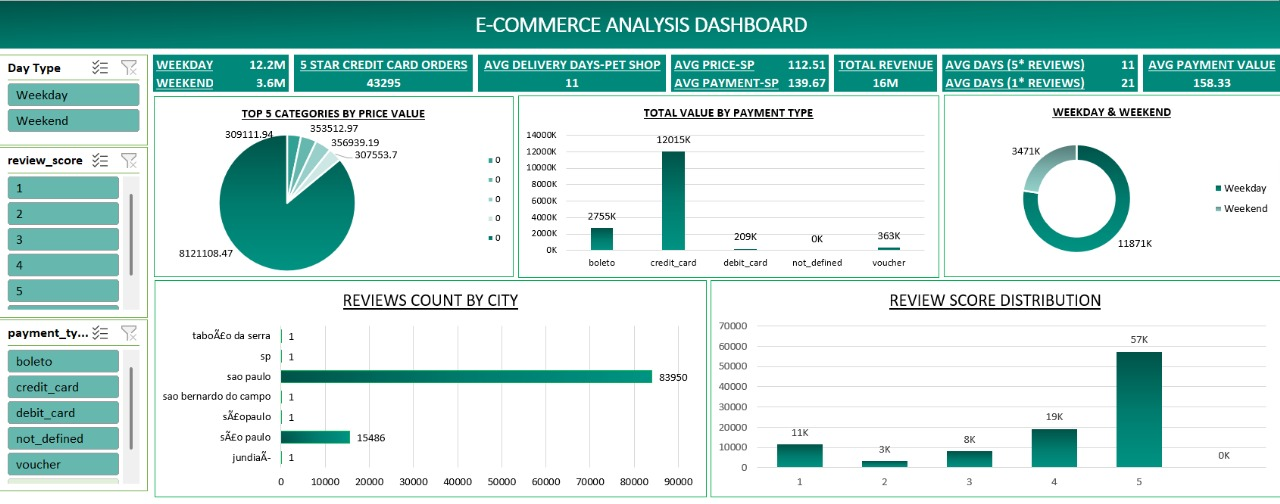 E-COMMERCE ANALYSIS DASHBOARD
Day Type
Weekday
Weekend
review_score
1
2
3
4
5
payment_ty...
boleto
credit_card
debit_card
not_defined
voucher
WEEKDAY 12.2M
WEEKEND 3.6M
5 STAR CREDIT CARD ORDERS
43295
AVG DELIVERY DAYS-PET SHOP
11
AVG PRICE-SP 112.51
AVG PAYMENT-SP 139.67
TOTAL REVENUE
16M
AVG DAYS (5* REVIEWS) 11
AVG DAYS (1* REVIEWS) 21
AVG PAYMENT VALUE
158.33
TOP 5 CATEGORIES BY PRICE VALUE
309111.94
353512.97
356939.19
307553.7
8121108.47
0
0
0
0
0
TOTAL VALUE BY PAYMENT TYPE
14000K
12000K
10000K
8000K
6000K
4000K
2000K
0K
2755K
12015K
209K
0K
363K
boleto credit_card debit_card not_defined voucher
WEEKDAY & WEEKEND
3471K
11871K
Weekday
Weekend
REVIEWS COUNT BY CITY
taboÃ£o da serra 1
sp 1
sao paulo 83950
sao bernardo do campo 1
sÃ£opaulo 1
sÃ£o paulo 15486
jundiaÃ- 1
0 10000 20000 30000 40000 50000 60000 70000 80000 90000
REVIEW SCORE DISTRIBUTION
70000
60000
50000
40000
30000
20000
10000
0
11K
3K
8K
19K
57K
0K
1 2 3 4 5